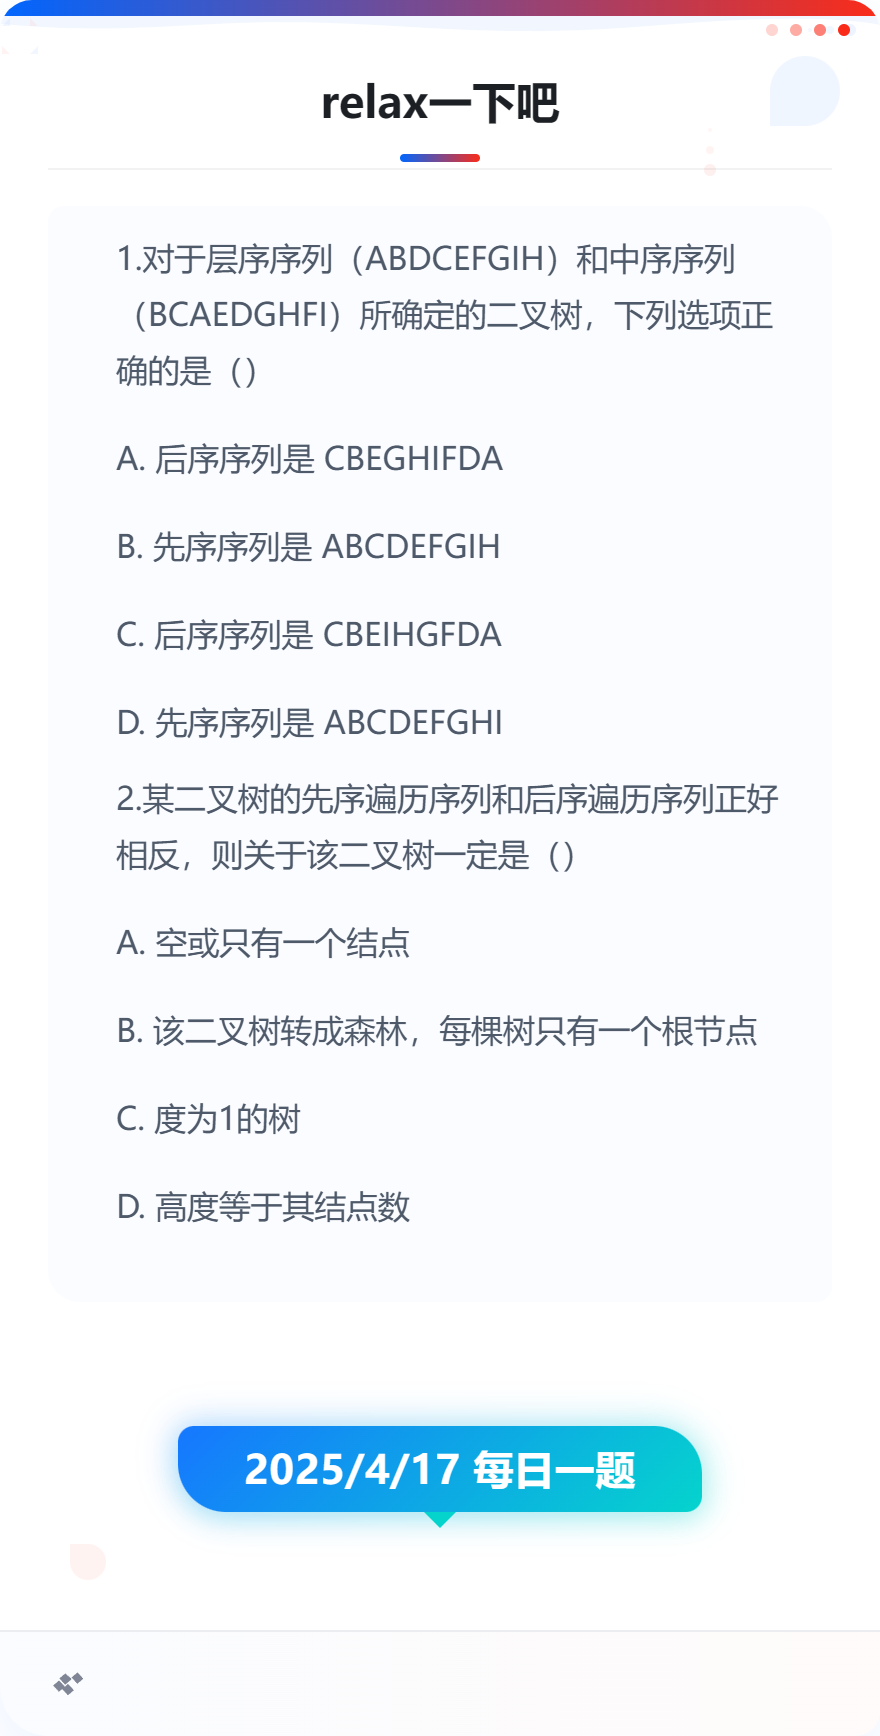 relax一下吧
1.对于层序序列（ABDCEFGIH）和中序序列
（BCAEDGHFI）所确定的二叉树，下列选项正
确的是（）
A. 后序序列是 CBEGHIFDA
B. 先序序列是 ABCDEFGIH
C. 后序序列是 CBEIHGFDA
D. 先序序列是 ABCDEFGHI
2.某二叉树的先序遍历序列和后序遍历序列正好
相反，则关于该二叉树一定是（）
A. 空或只有一个结点
B. 该二叉树转成森林，每棵树只有一个根节点
C. 度为1的树
D. 高度等于其结点数
2025/4/17 每日一题